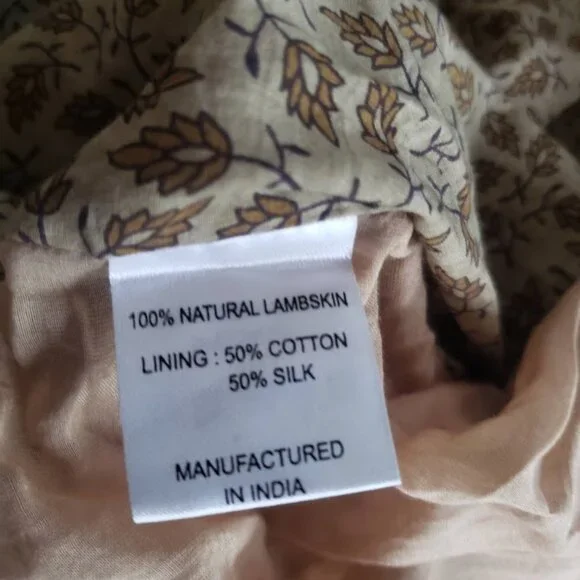 100% NATURAL LAMBSKIN
LINING : 50% COTTON
50% SILK
MANUFACTURED
IN INDIA